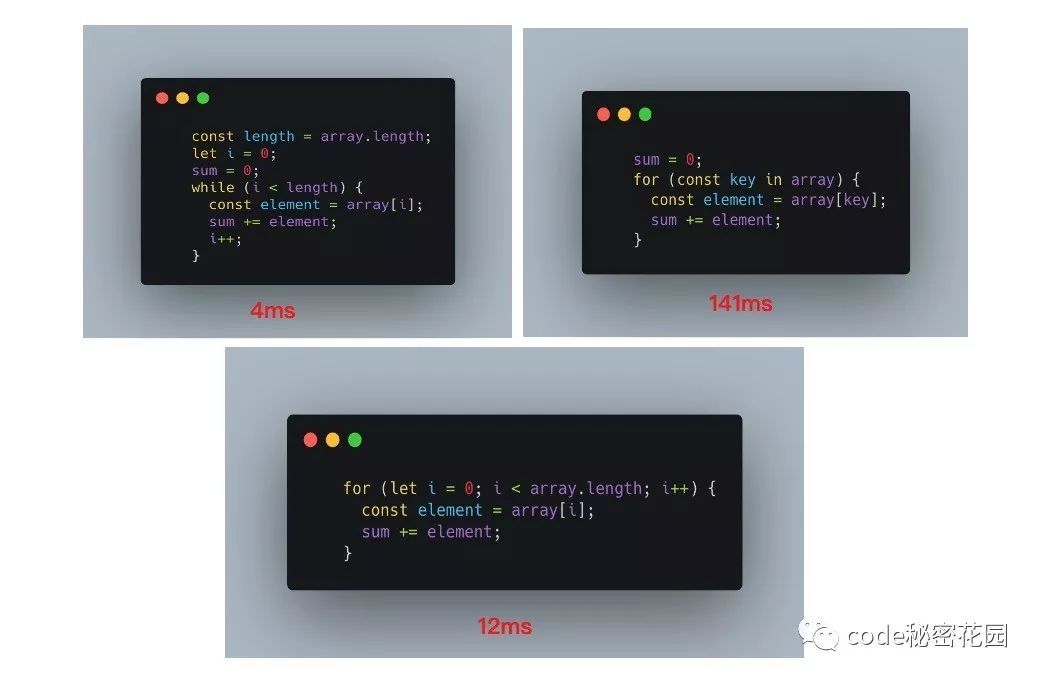 const length = array.length;
let i = 0;
sum = 0;
while (i < length) {
  const element = array[i];
  sum += element;
  i++;
}
4ms
sum = 0;
for (const key in array) {
  const element = array[key];
  sum += element;
}
141ms
for (let i = 0; i < array.length; i++) {
  const element = array[i];
  sum += element;
}
12ms
code秘密花园